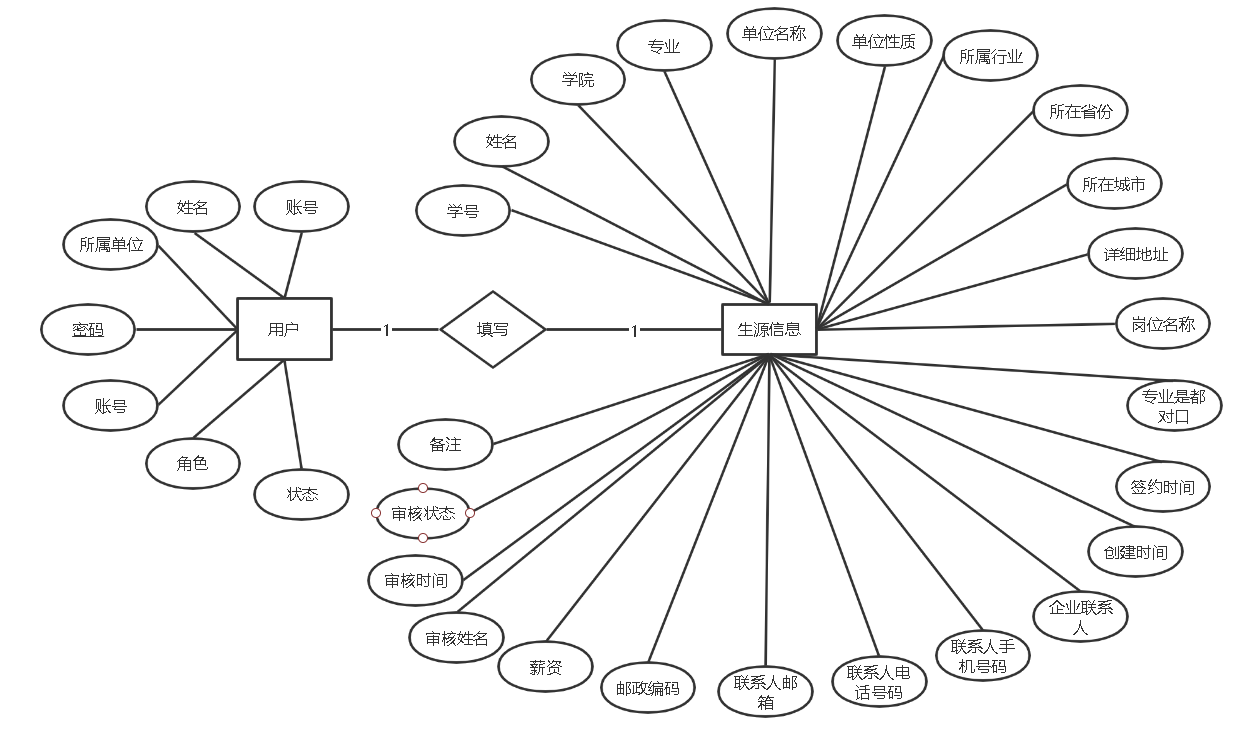 单位名称
单位性质
专业
所属行业
学院
所在省份
姓名
所在城市
姓名
账号
学号
所属单位
详细地址
密码
用户
1
填写
1
生源信息
岗位名称
账号
专业是都
对口
备注
角色
签约时间
状态
审核状态
创建时间
审核时间
企业联系
人
审核姓名
联系人手
机号码
薪资
联系人电
话号码
邮政编码
联系人邮
箱